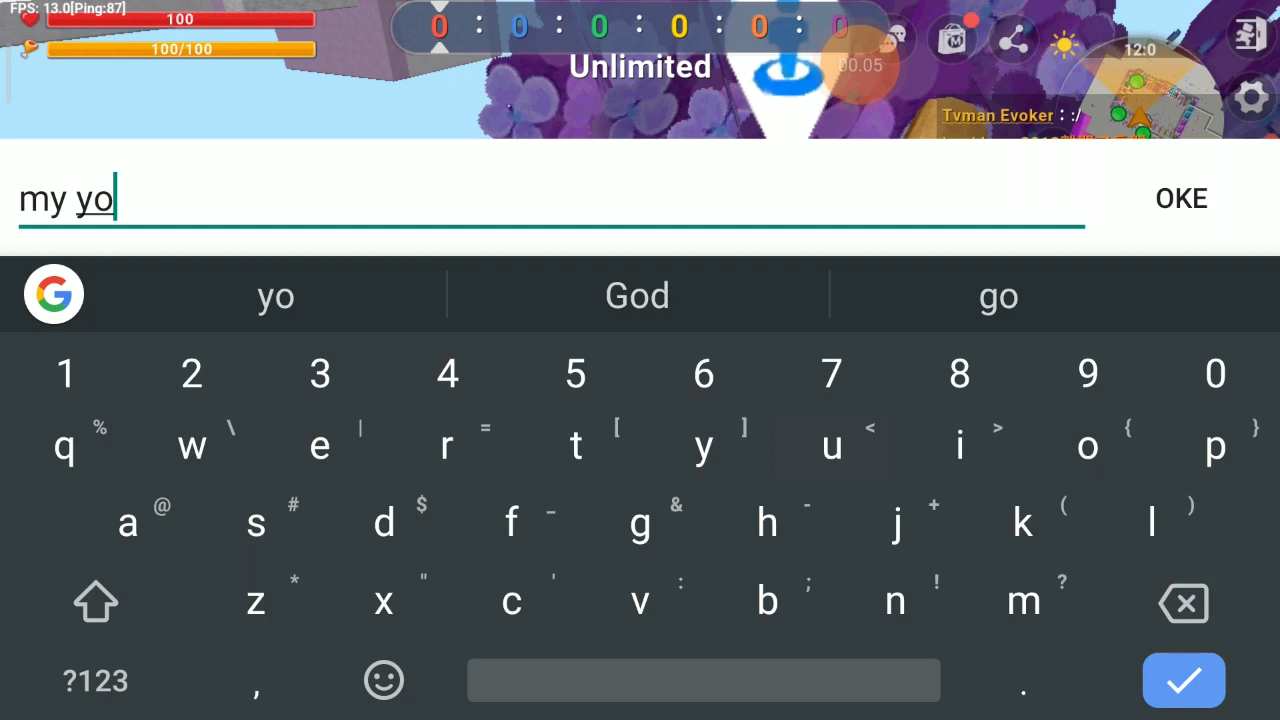 FPS: 13.0[Ping:87]
100
100/100
0 : 0 : 0 : 0 : 0 : 0
Unlimited
00.05
12:0
M
Tvman Evoker : :/
my yo
OKE
G
yo God go
1 2 3 4 5 6 7 8 9 0
q % w \ e | r = t [ y ] u < i > o { p }
a @ s # d $ f _ g & h - j + k ( l )
z * x " c ' v : b ; n ! m ?
?123 , .